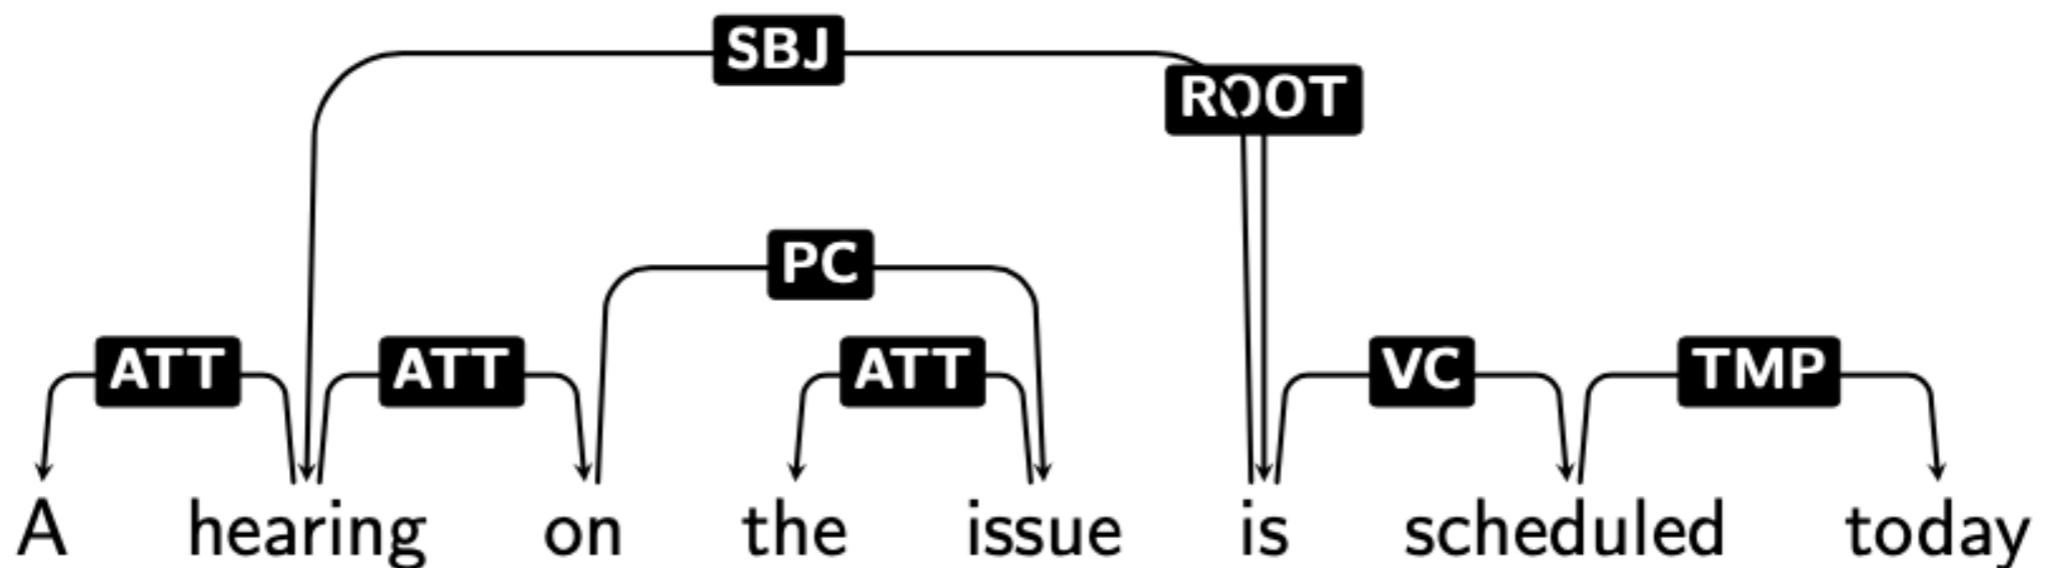 SBJ
ROOT
PC
ATT ATT ATT VC TMP
A hearing on the issue is scheduled today